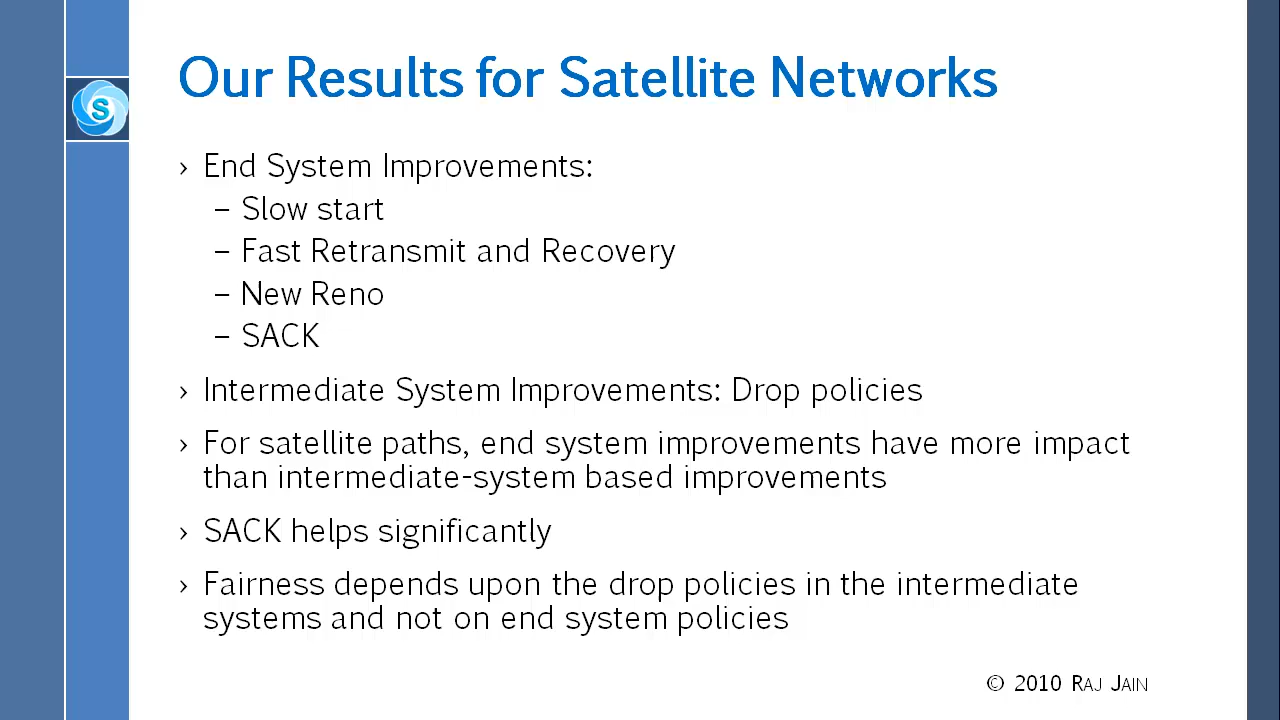 S
Our Results for Satellite Networks
› End System Improvements:
– Slow start
– Fast Retransmit and Recovery
– New Reno
– SACK
› Intermediate System Improvements: Drop policies
› For satellite paths, end system improvements have more impact
than intermediate-system based improvements
› SACK helps significantly
› Fairness depends upon the drop policies in the intermediate
systems and not on end system policies
© 2010 RAJ JAIN